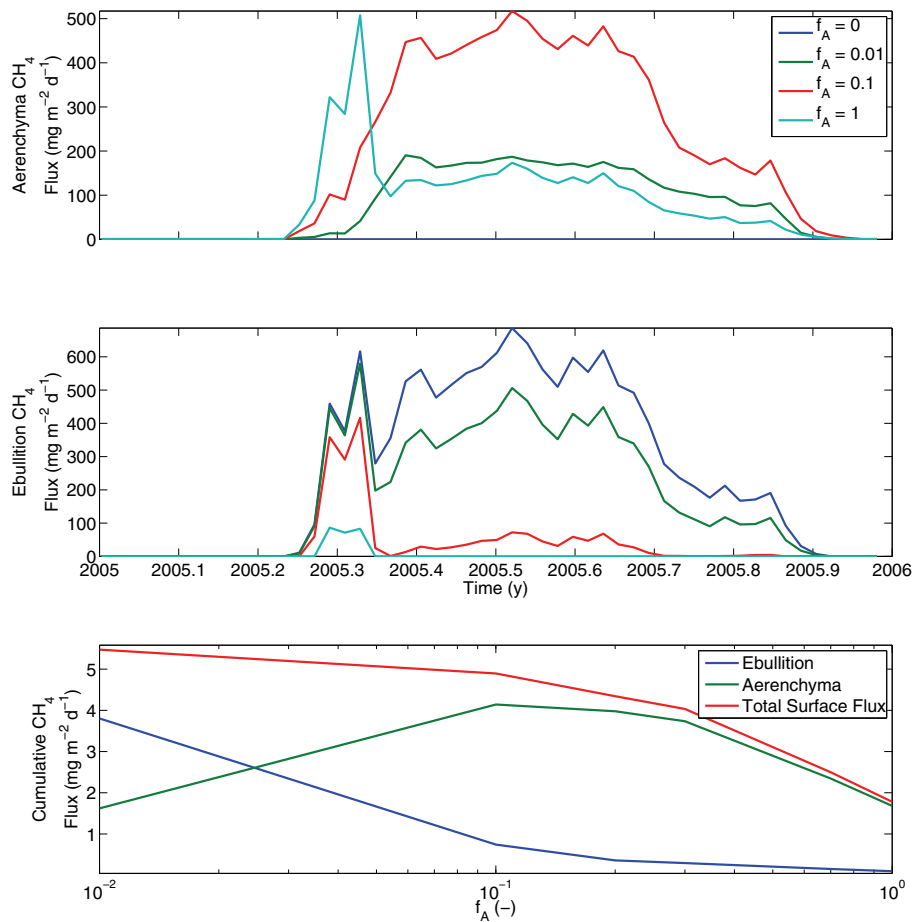 Aerenchyma CH4
Flux (mg m−2 d−1)
500
400
300
200
100
0
fA = 0
fA = 0.01
fA = 0.1
fA = 1
Ebullition CH4
Flux (mg m−2 d−1)
600
500
400
300
200
100
0
2005 2005.1 2005.2 2005.3 2005.4 2005.5 2005.6 2005.7 2005.8 2005.9 2006
Time (y)
Cumulative CH4
Flux (mg m−2 d−1)
5
4
3
2
1
Ebullition
Aerenchyma
Total Surface Flux
10−2 10−1 100
fA (−)